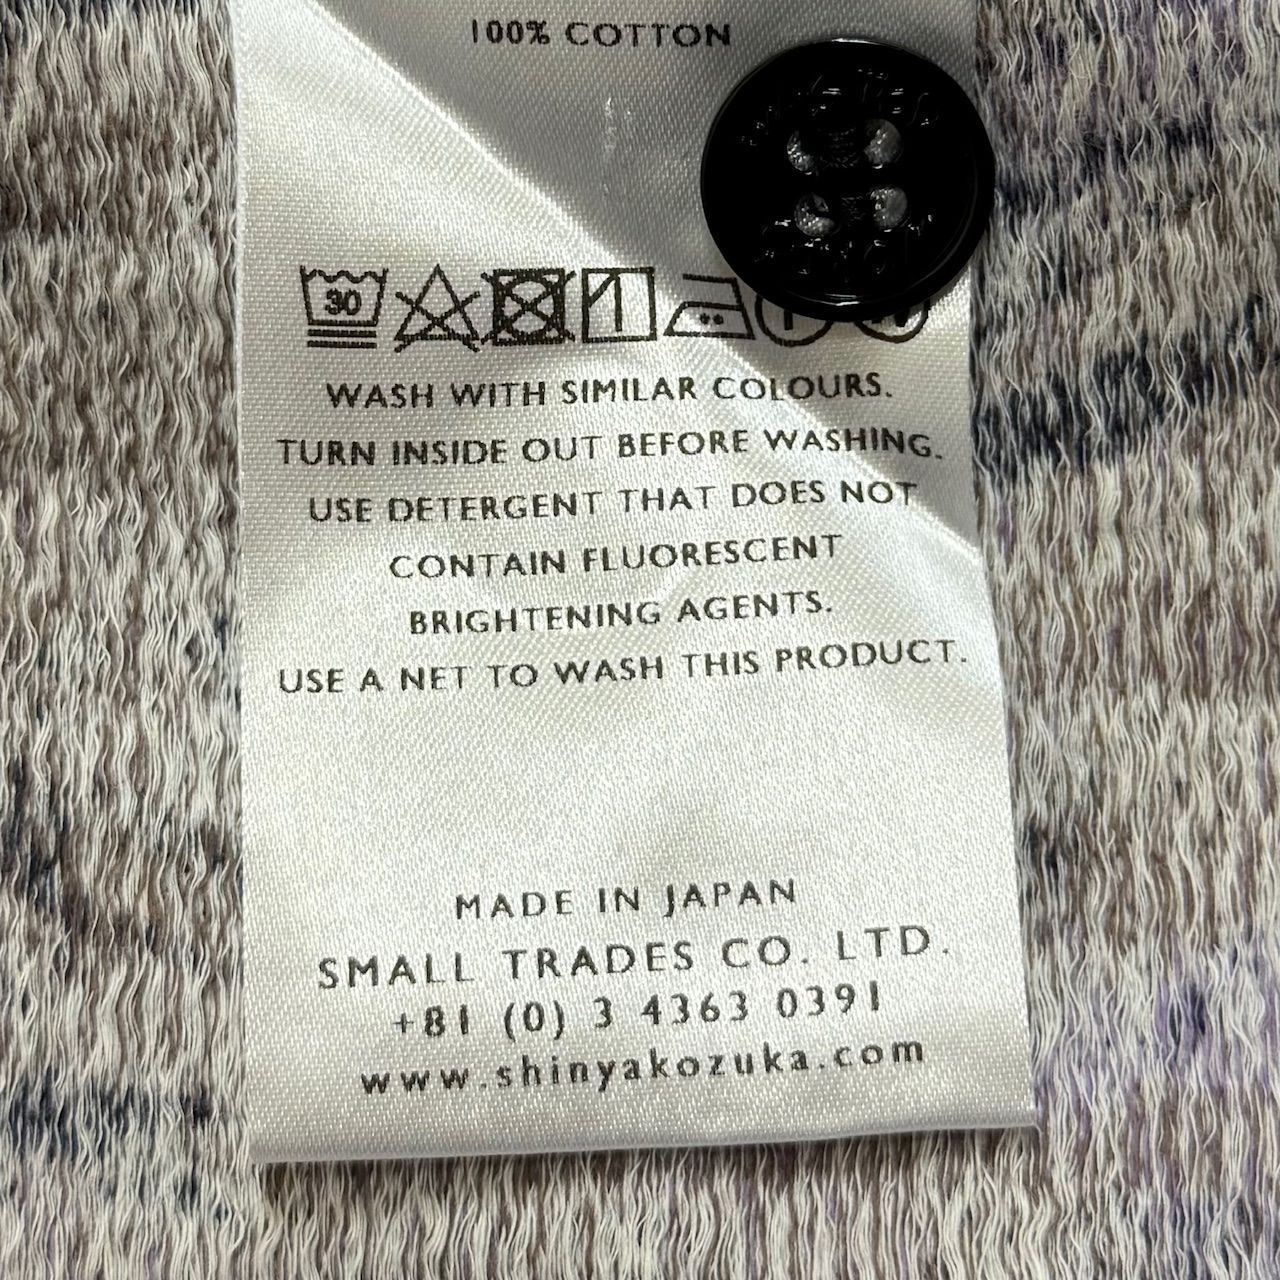 100% COTTON
30
WASH WITH SIMILAR COLOURS.
TURN INSIDE OUT BEFORE WASHING.
USE DETERGENT THAT DOES NOT
CONTAIN FLUORESCENT
BRIGHTENING AGENTS.
USE A NET TO WASH THIS PRODUCT.
MADE IN JAPAN
SMALL TRADES CO. LTD.
+81 (0) 3 4363 0391
www.shinyakozuka.com